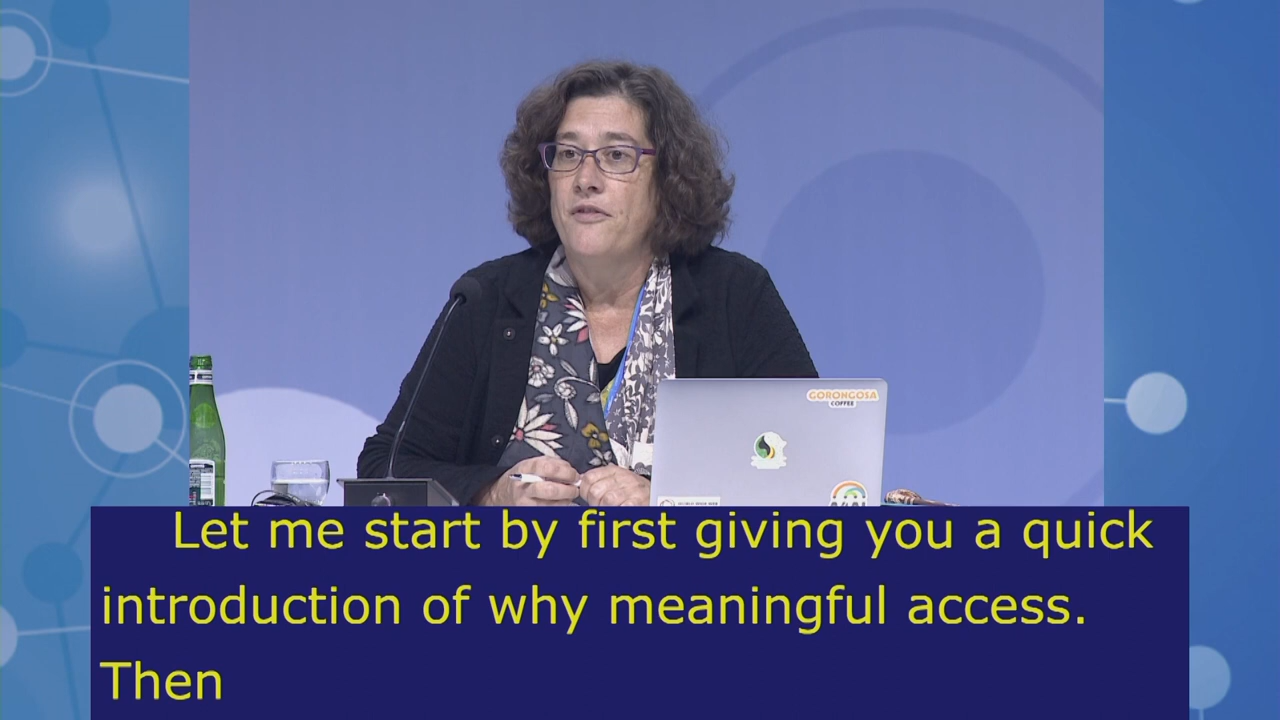 GORONGOSA
COFFEE
Let me start by first giving you a quick
introduction of why meaningful access.
Then